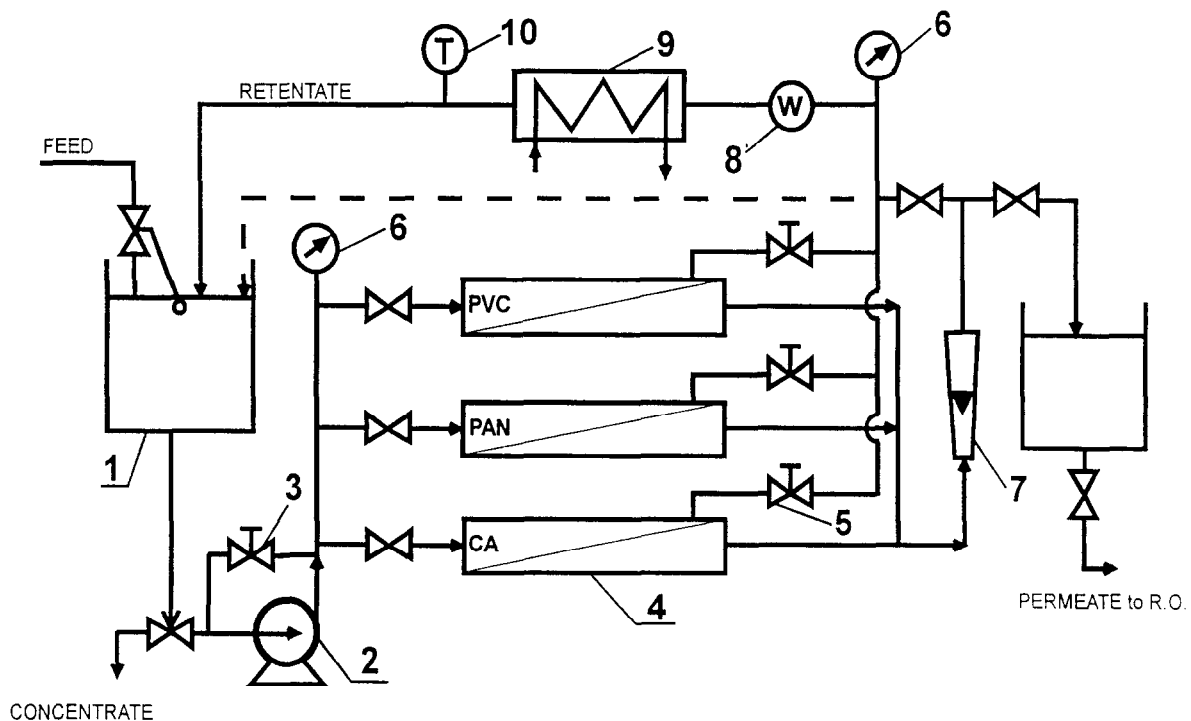 10
9
6
T
RETENTATE
W
8
FEED
6
PVC
PAN
1
3
7
5
CA
4
2
PERMEATE to R.O.
CONCENTRATE